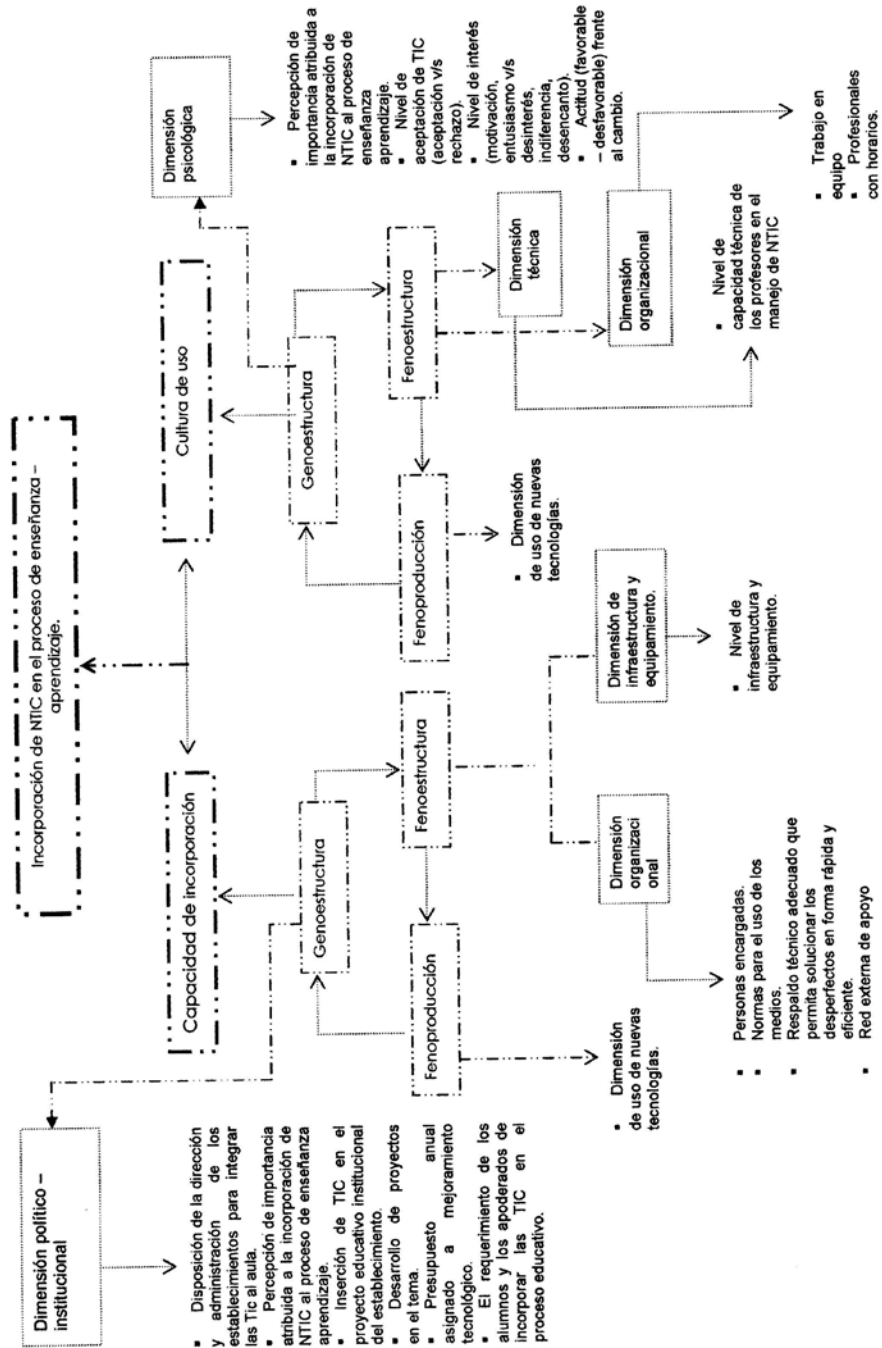 Incorporación de NTIC en el proceso de enseñanza –
aprendizaje.
Dimensión político –
institucional
Capacidad de incorporación
Cultura de uso
Dimensión
psicológica
▪ Disposición de la dirección
y administración de los
establecimientos para integrar
las Tic al aula.
▪ Percepción de importancia
atribuida a la incorporación de
NTIC al proceso de enseñanza
aprendizaje.
▪ Inserción de TIC en el
proyecto educativo institucional
del establecimiento.
▪ Desarrollo de proyectos
en el tema.
▪ Presupuesto anual
asignado a mejoramiento
tecnológico.
▪ El requerimiento de los
alumnos y los apoderados de
incorporar las TIC en el
proceso educativo.
Genoestructura
Fenoproducción
Fenoestructura
▪ Dimensión
de uso de nuevas
tecnologías.
Dimensión
organizaci
onal
Dimensión de
infraestructura y
equipamiento.
▪ Personas encargadas.
▪ Normas para el uso de los
medios.
▪ Respaldo técnico adecuado que
permita solucionar los
desperfectos en forma rápida y
eficiente.
▪ Red externa de apoyo
▪ Nivel de
infraestructura y
equipamiento.
Genoestructura
Fenoproducción
Fenoestructura
▪ Dimensión
de uso de nuevas
tecnologías.
Dimensión
técnica
Dimensión
organizacional
▪ Percepción de
importancia atribuida a
la incorporación de
NTIC al proceso de
enseñanza
aprendizaje.
▪ Nivel de
aceptación de TIC
(aceptación v/s
rechazo).
▪ Nivel de interés
(motivación,
entusiasmo v/s
desinterés,
indiferencia,
desencanto).
▪ Actitud (favorable
– desfavorable) frente
al cambio.
▪ Nivel de
capacidad técnica de
los profesores en el
manejo de NTIC
▪ Trabajo en
equipo
▪ Profesionales
con horarios.